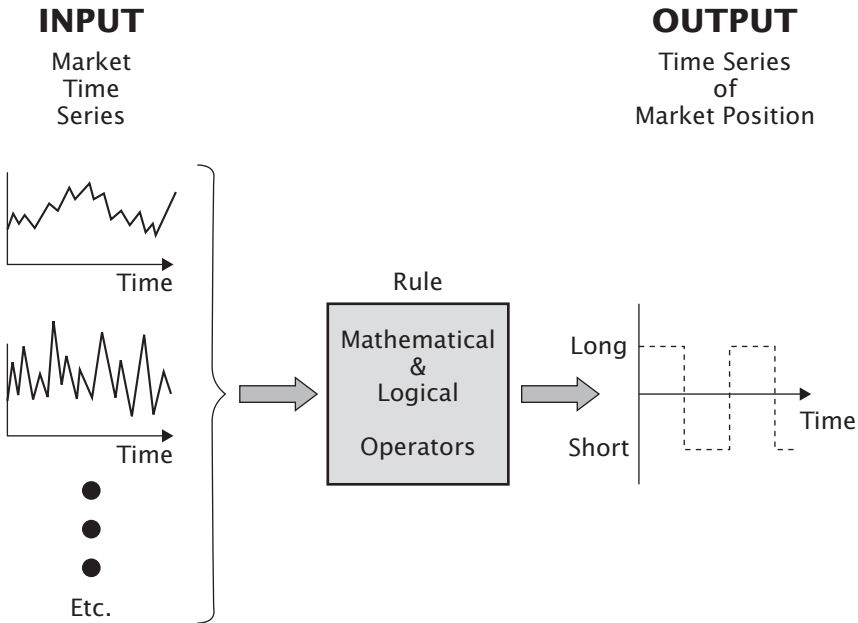 INPUT
Market
Time
Series
Time
Time
Etc.
Rule
Mathematical
&
Logical
Operators
OUTPUT
Time Series
of
Market Position
Long
Short
Time